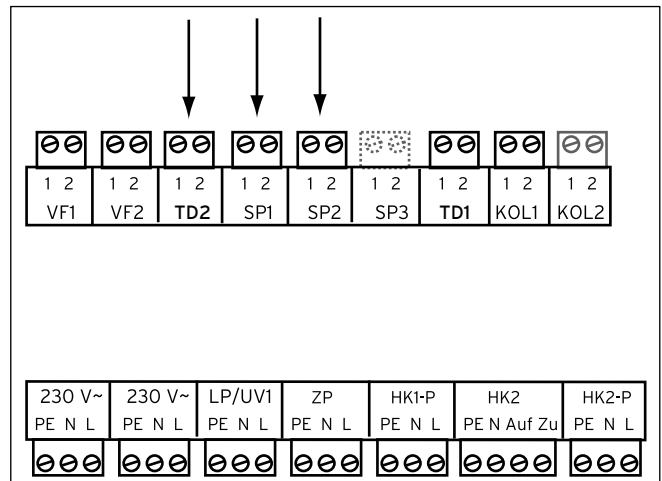 1 2 1 2 1 2 1 2 1 2 1 2 1 2 1 2 1 2
VF1 VF2 TD2 SP1 SP2 SP3 TD1 KOL1 KOL2
230 V~ 230 V~ LP/UV1 ZP HK1-P HK2 HK2-P
PE N L PE N L PE N L PE N L PE N L PE N Auf Zu PE N L